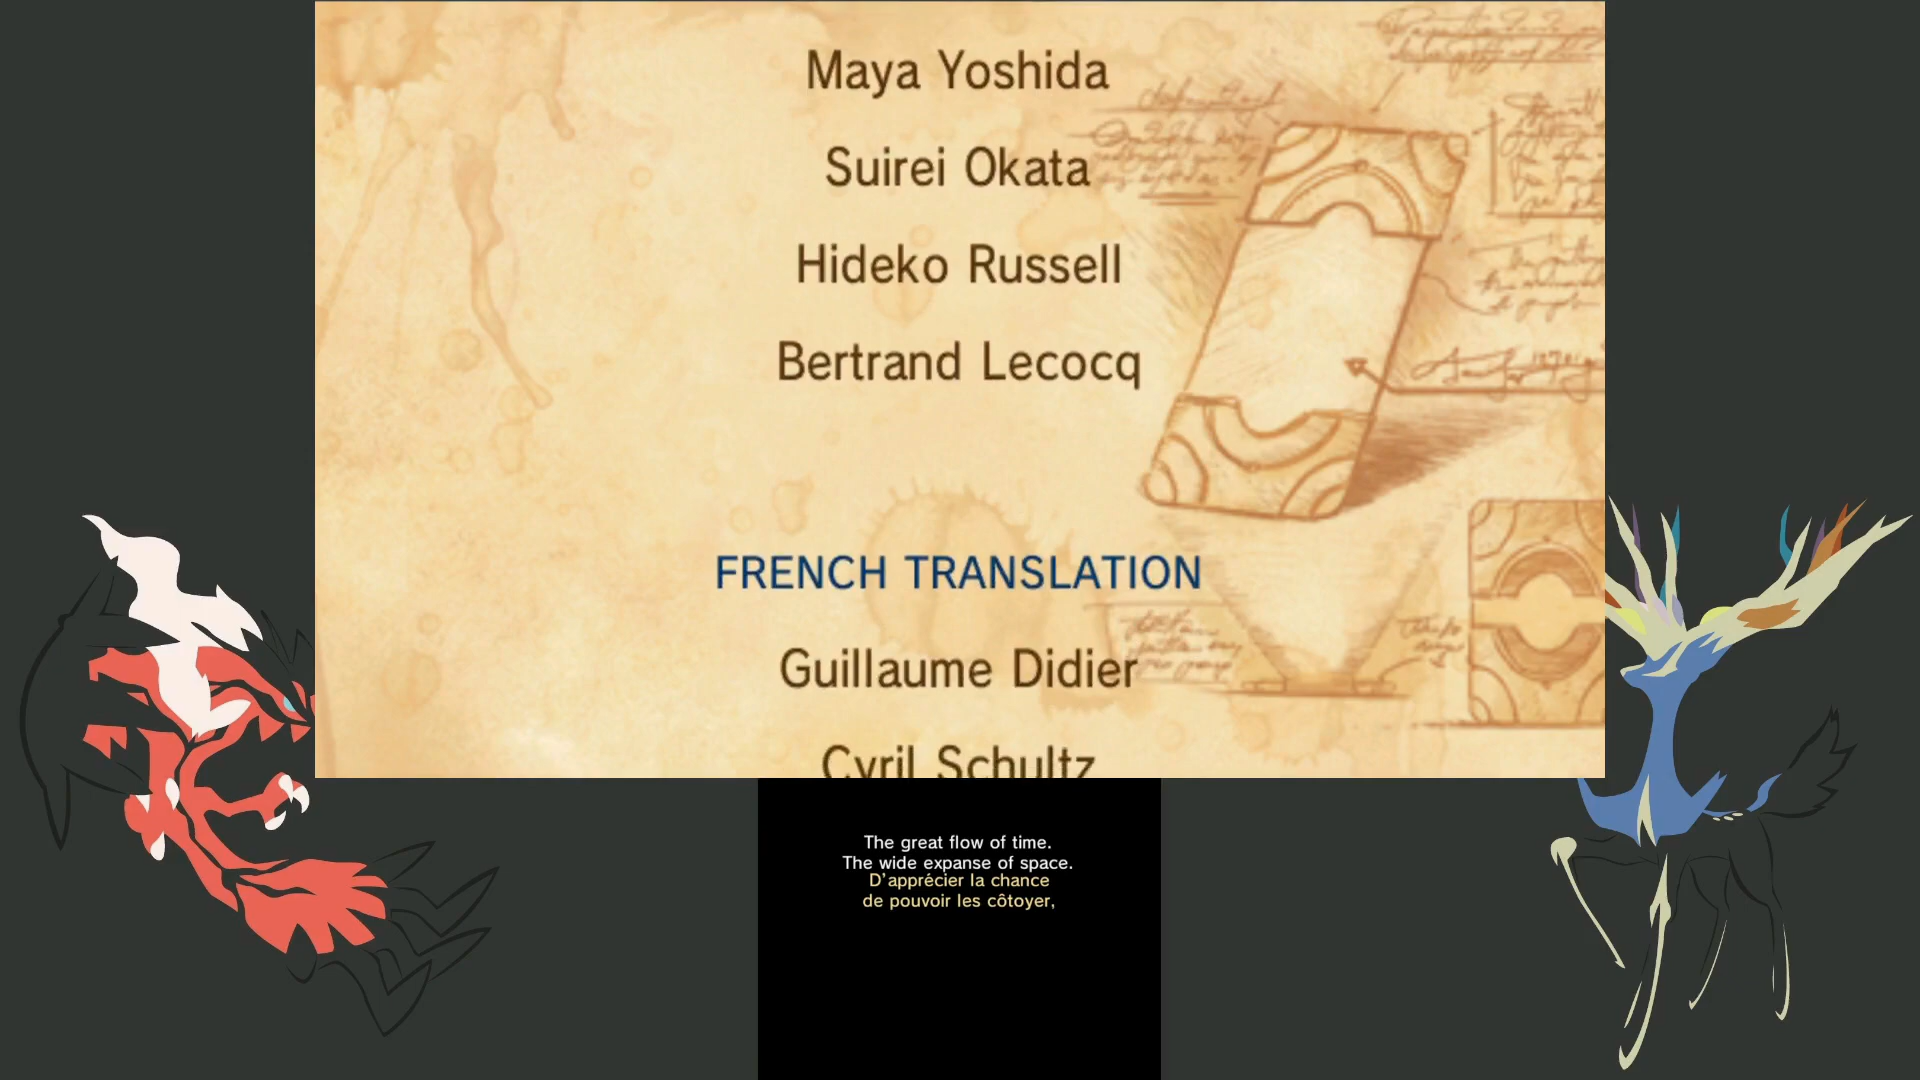 Maya Yoshida
Suirei Okata
Hideko Russell
Bertrand Lecocq
FRENCH TRANSLATION
Guillaume Didier
Cyril Schultz
The great flow of time.
The wide expanse of space.
D'apprécier la chance
de pouvoir les côtoyer,